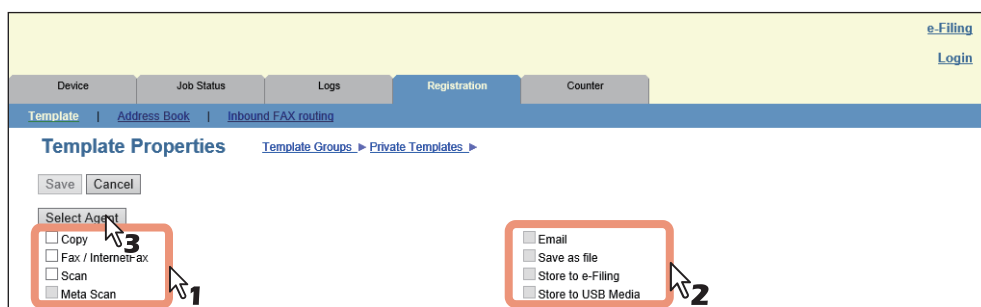 e-Filing
Login
Device Job Status Logs Registration Counter
Template | Address Book | Inbound FAX routing
Template Properties Template Groups ▶ Private Templates ▶
Save Cancel
Select Agent
3
Copy
Fax / InternetFax
Scan
Meta Scan
1
Email
Save as file
Store to e-Filing
Store to USB Media
2